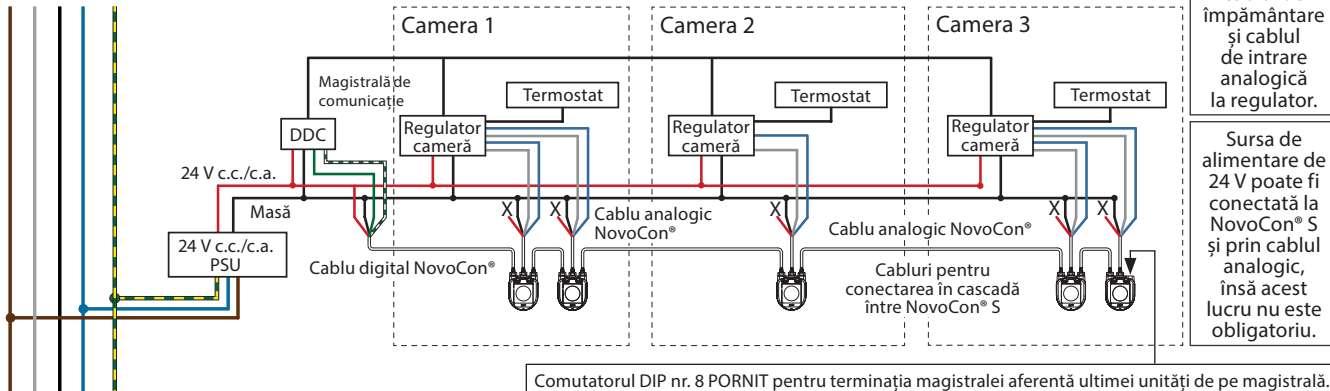 Camera 1
Camera 2
Camera 3
împământare
și cablul
de intrare
analogică
la regulator.
Magistrală de
comunicație
Termostat
Termostat
Termostat
DDC
Regulator
cameră
Regulator
cameră
Regulator
cameră
Sursa de
alimentare de
24 V poate fi
conectată la
NovoCon® S
și prin cablul
analogic,
însă acest
lucru nu este
obligatoriu.
24 V c.c./c.a.
Masă
X
X
X
X
X
Cablu analogic
NovoCon®
Cablu analogic NovoCon®
24 V c.c./c.a.
PSU
Cablu digital NovoCon®
Cabluri pentru
conectarea în cascadă
între NovoCon® S
Comutatorul DIP nr. 8 PORNIT pentru terminația magistralei aferentă ultimei unități de pe magistrală.